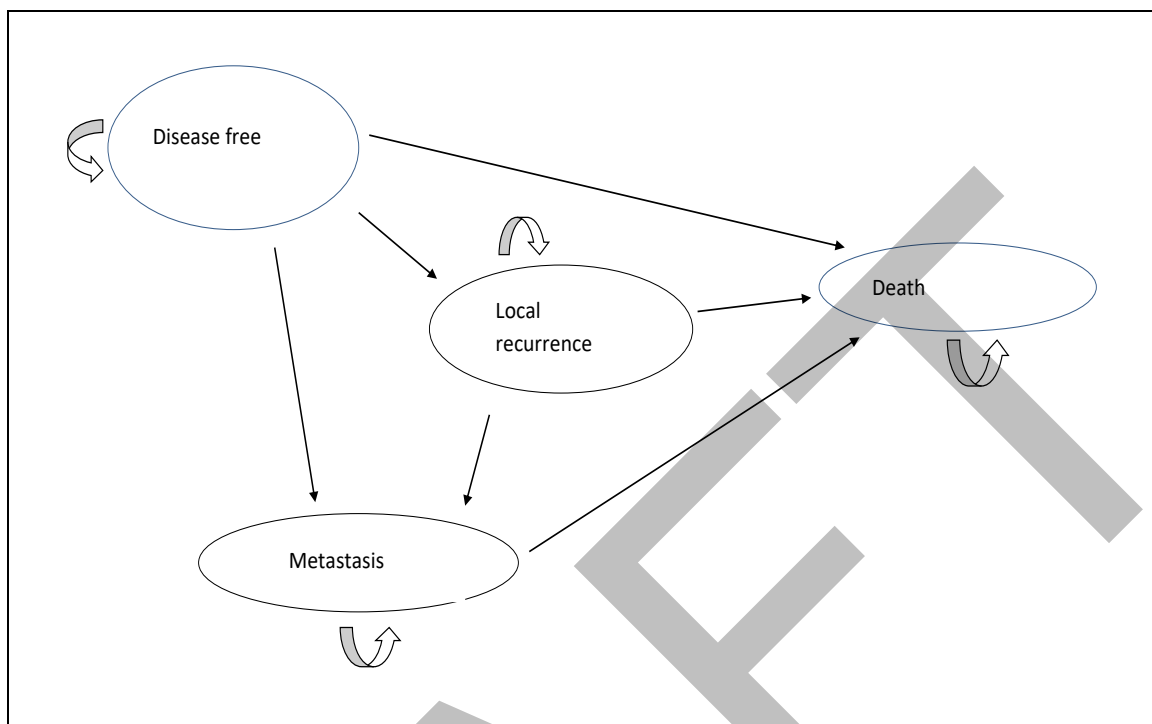 Disease free
Local
recurrence
Death
Metastasis